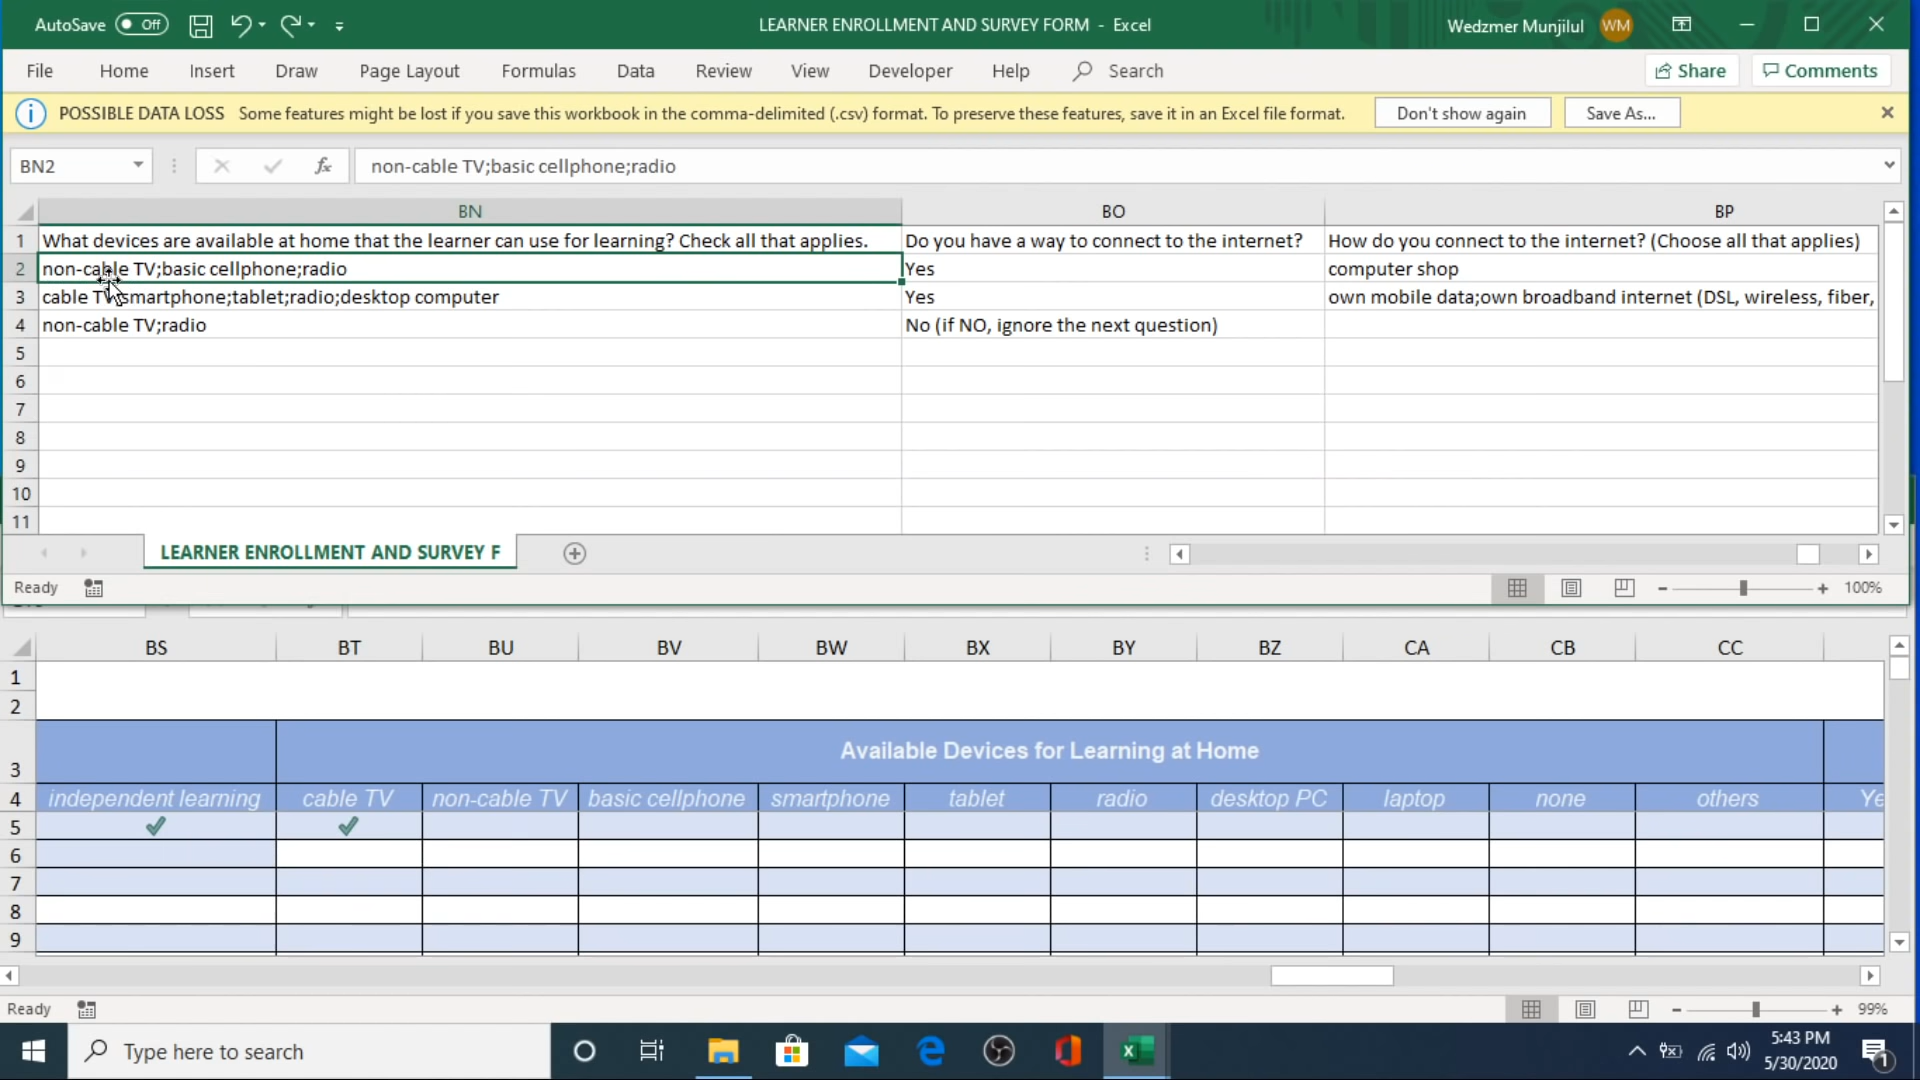 AutoSave Off LEARNER ENROLLMENT AND SURVEY FORM - Excel Wedzmer Munjilul WM
File Home Insert Draw Page Layout Formulas Data Review View Developer Help Search Share Comments
POSSIBLE DATA LOSS Some features might be lost if you save this workbook in the comma-delimited (.csv) format. To preserve these features, save it in an Excel file format. Don't show again Save As...
BN2 fx non-cable TV;basic cellphone;radio
BN BO BP
1 What devices are available at home that the learner can use for learning? Check all that applies. Do you have a way to connect to the internet? How do you connect to the internet? (Choose all that applies)
2 non-cable TV;basic cellphone;radio Yes computer shop
3 cable TV;smartphone;tablet;radio;desktop computer Yes own mobile data;own broadband internet (DSL, wireless, fiber,
4 non-cable TV;radio No (if NO, ignore the next question)
5
6
7
8
9
10
11
LEARNER ENROLLMENT AND SURVEY F
Ready 100%
BS BT BU BV BW BX BY BZ CA CB CC
1
2
3 Available Devices for Learning at Home
4 independent learning cable TV non-cable TV basic cellphone smartphone tablet radio desktop PC laptop none others Ye
5
6
7
8
9
Ready 99%
Type here to search
5:43 PM
5/30/2020
1